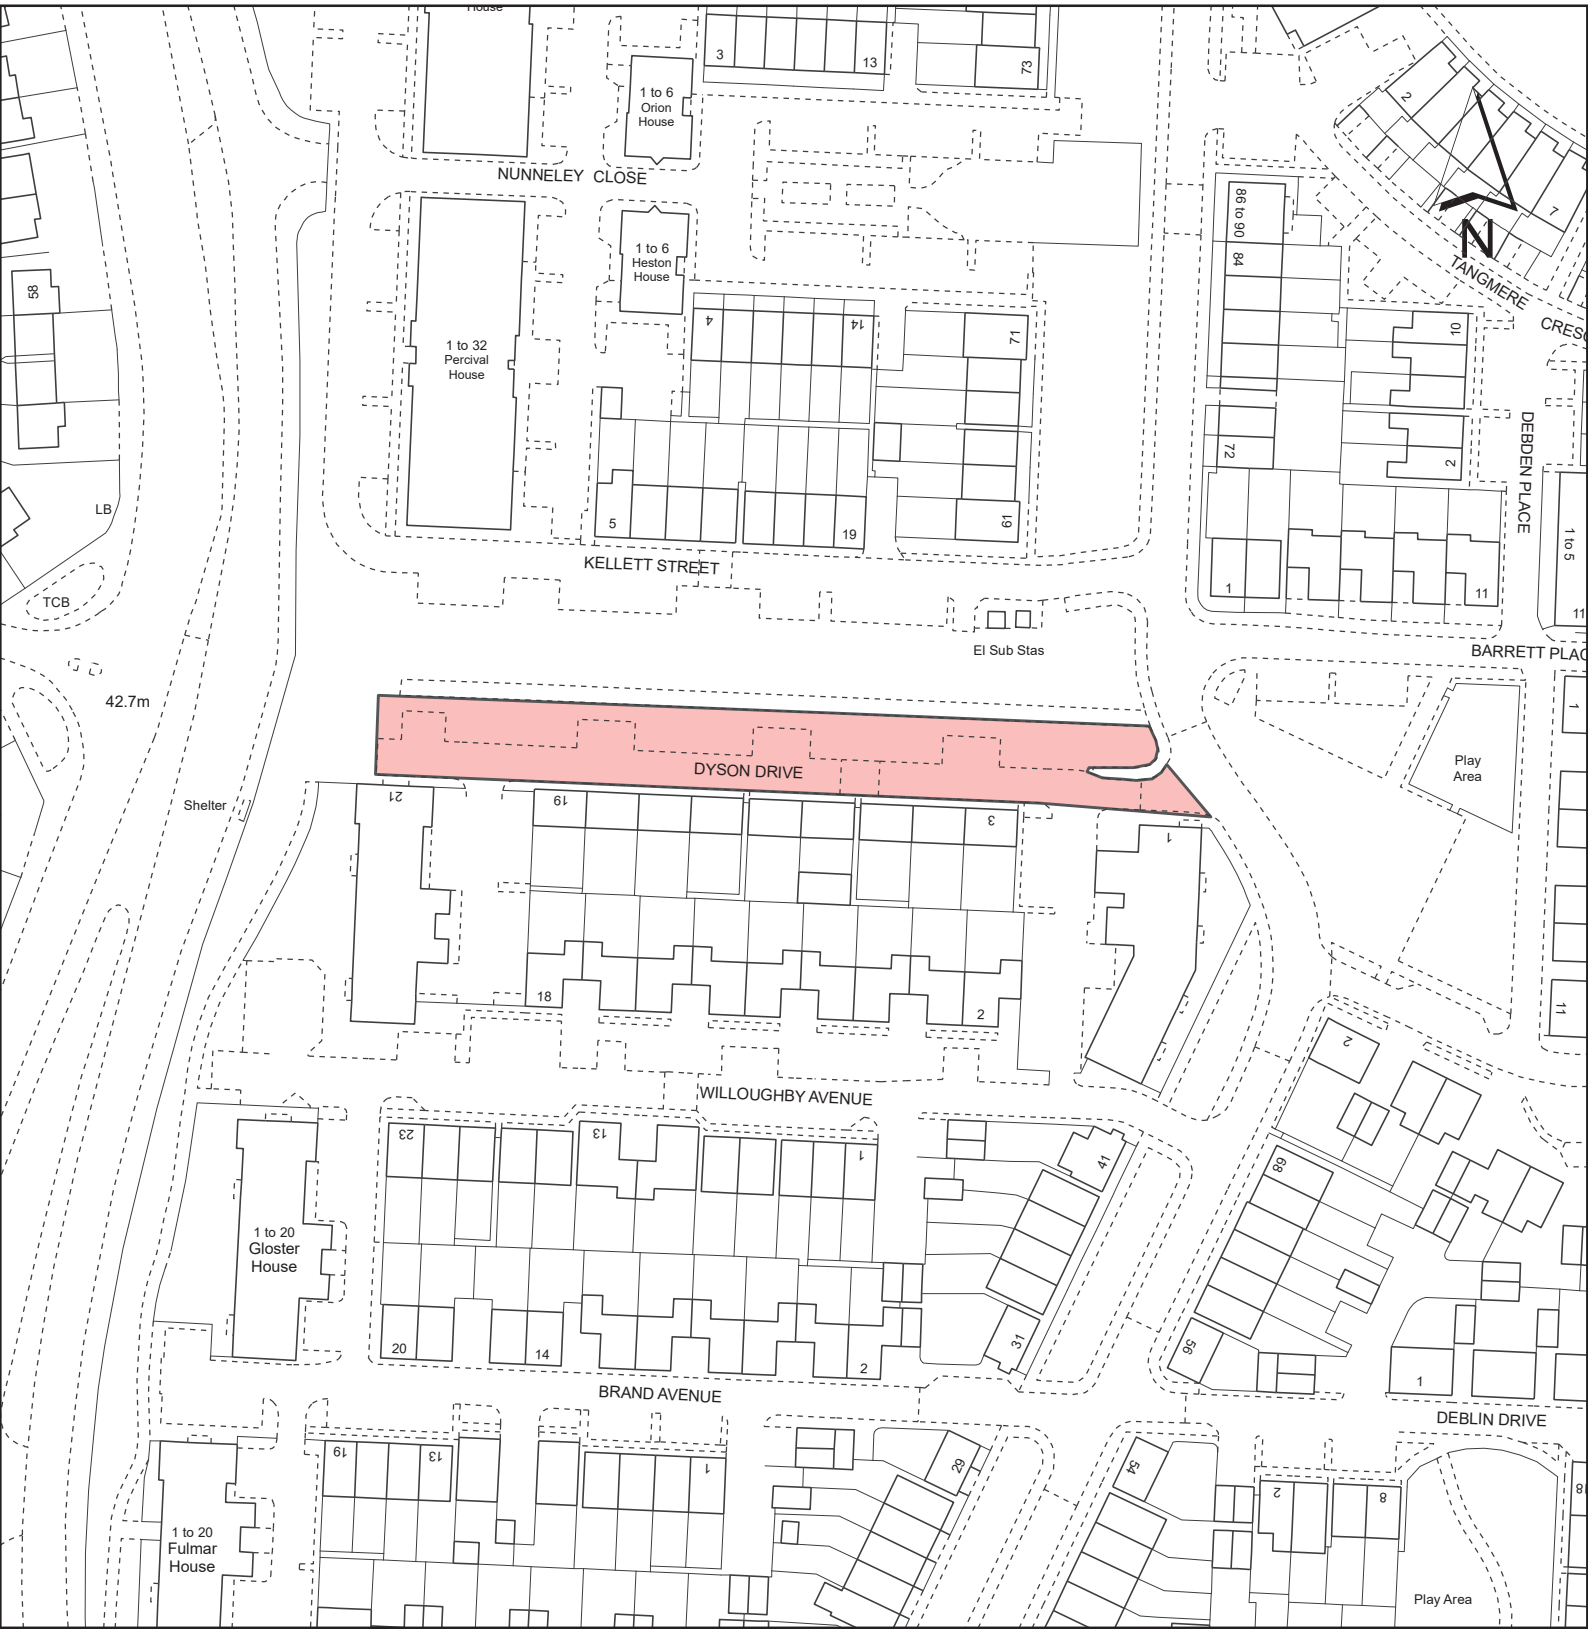 House
3
13
73
1 to 6
Orion
House
2
7
NUNNELEY CLOSE
86 to 90
84
N
TANGMERE
CRESC
1 to 6
Heston
House
58
4
14
71
10
1 to 32
Percival
House
DEBDEN PLACE
72
2
LB
5
19
61
1 to 5
KELLETT STREET
1
11
11
TCB
El Sub Stas
BARRETT PLAC
42.7m
1
Play
Area
DYSON DRIVE
Shelter
21
19
3
1
18
2
11
2
WILLOUGHBY AVENUE
23
13
1
41
68
1 to 20
Gloster
House
20
14
2
31
56
1
BRAND AVENUE
DEBLIN DRIVE
19
13
1
29
54
2
8
18
1 to 20
Fulmar
House
Play Area